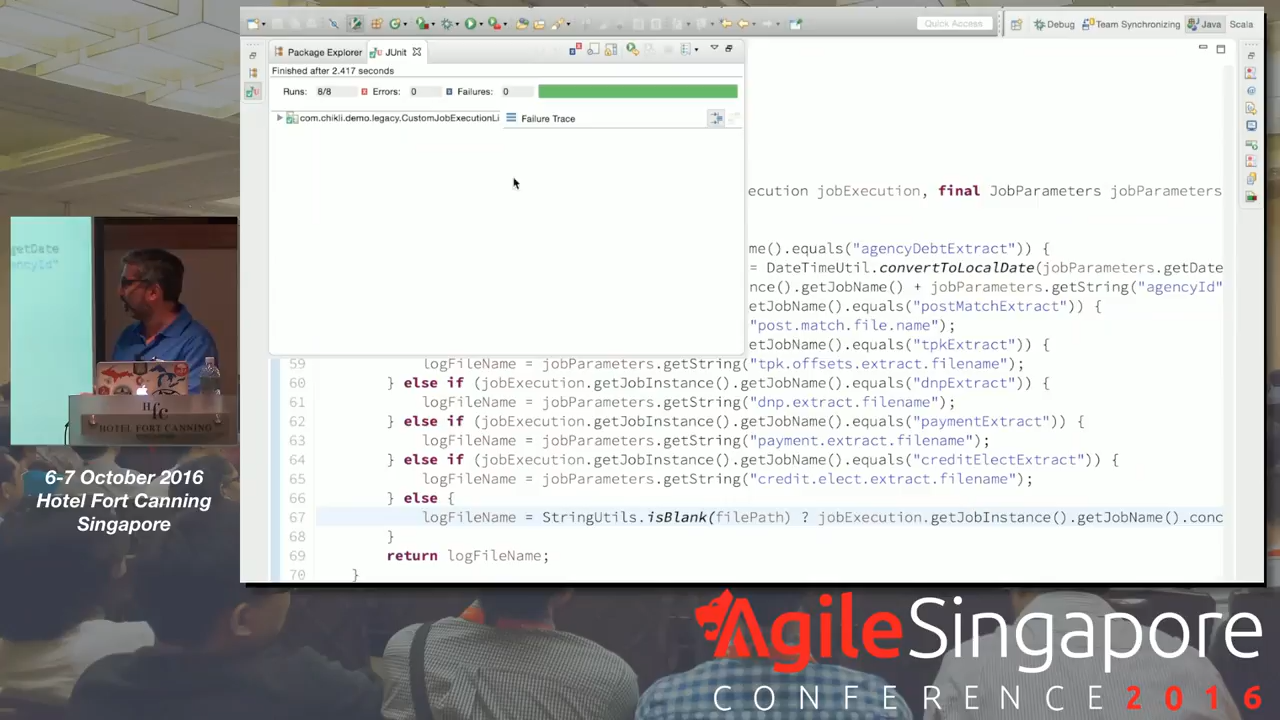 Quick Access
Debug
Team Synchronizing
Java
Scala
Package Explorer
JUnit
Finished after 2.417 seconds
Runs: 8/8
Errors: 0
Failures: 0
com.chikli.demo.legacy.CustomJobExecutionLi
Failure Trace
ecution jobExecution, final JobParameters jobParameters
me().equals("agencyDebtExtract")) {
= DateTimeUtil.convertToLocalDate(jobParameters.getDate
nce().getJobName() + jobParameters.getString("agencyId"
etJobName().equals("postMatchExtract")) {
"post.match.file.name");
etJobName().equals("tpkExtract")) {
59 logFileName = jobParameters.getString("tpk.offsets.extract.filename");
60 } else if (jobExecution.getJobInstance().getJobName().equals("dnpExtract")) {
61 logFileName = jobParameters.getString("dnp.extract.filename");
62 } else if (jobExecution.getJobInstance().getJobName().equals("paymentExtract")) {
63 logFileName = jobParameters.getString("payment.extract.filename");
64 } else if (jobExecution.getJobInstance().getJobName().equals("creditElectExtract")) {
65 logFileName = jobParameters.getString("credit.elect.extract.filename");
66 } else {
67 logFileName = StringUtils.isBlank(filePath) ? jobExecution.getJobInstance().getJobName().conc
68 }
69 return logFileName;
70 }
getDate
ncyId"
Hfc
HOTEL FORT CANNING
6-7 October 2016
Hotel Fort Canning
Singapore
AgileSingapore
CONFERENCE 2016